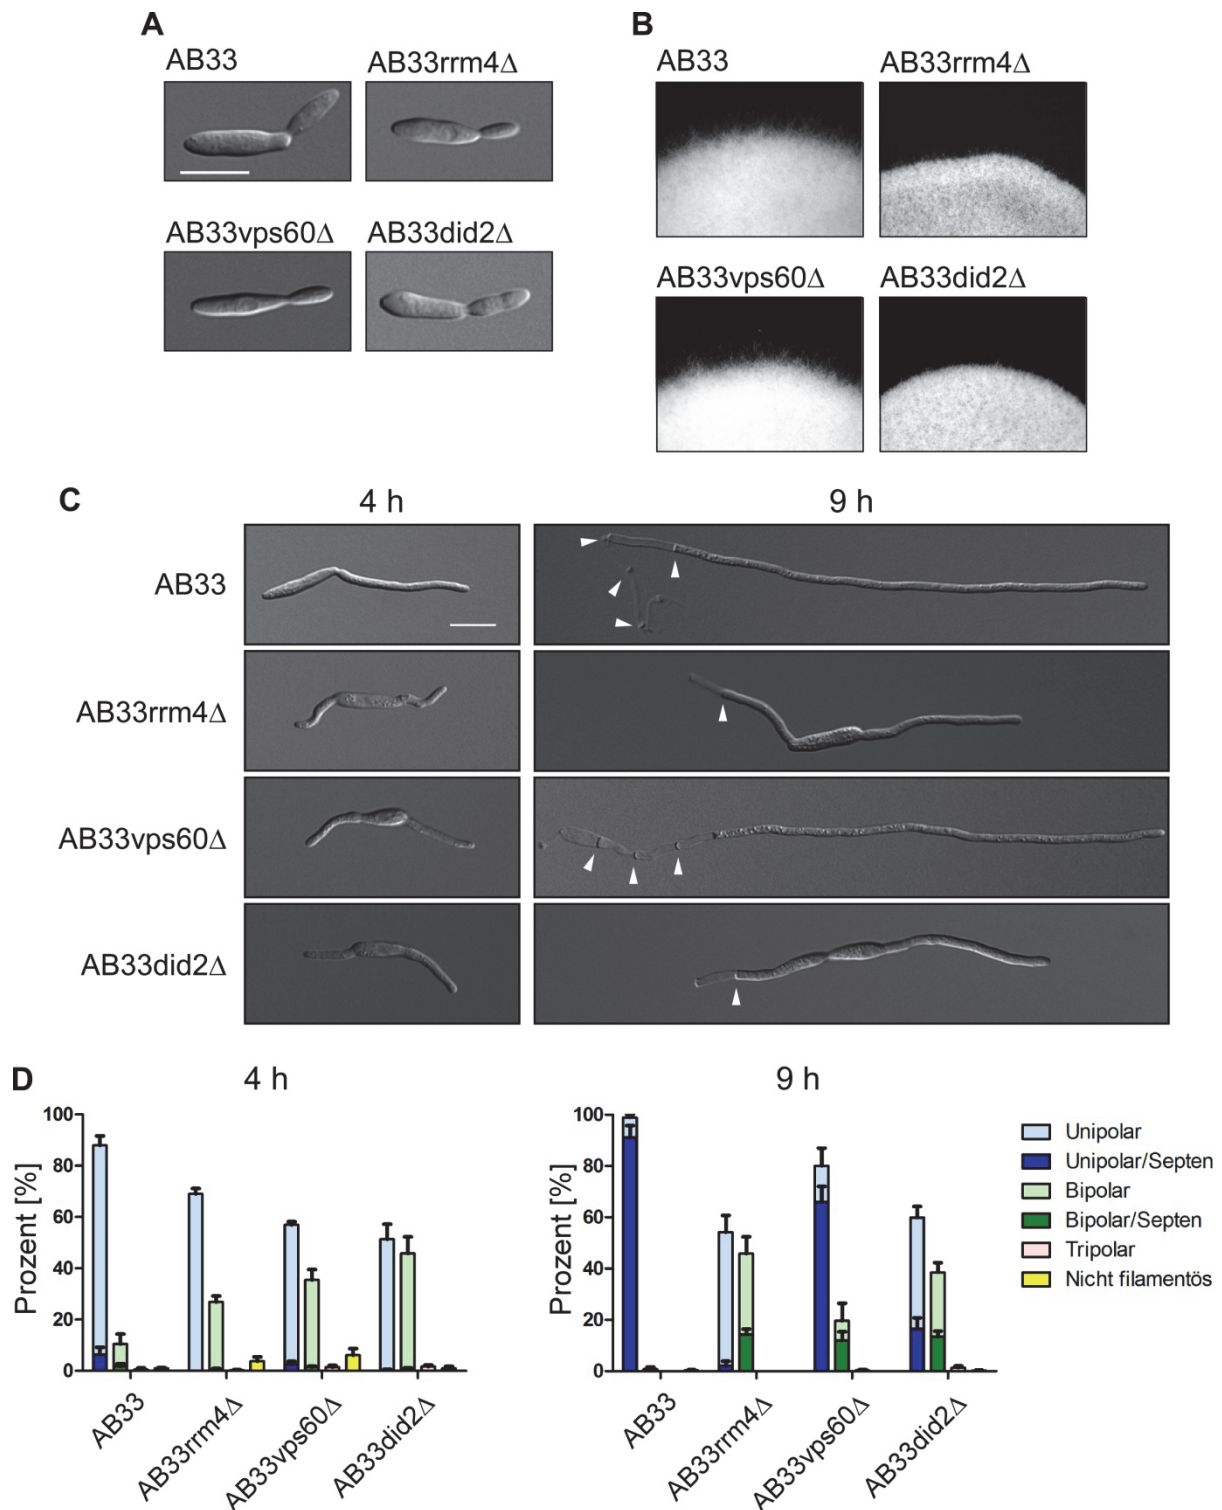 A
AB33
AB33rrm4Δ
AB33vps60Δ
AB33did2Δ
B
AB33
AB33rrm4Δ
AB33vps60Δ
AB33did2Δ
C
4 h
9 h
AB33
AB33rrm4Δ
AB33vps60Δ
AB33did2Δ
D
4 h
Prozent [%]
100
80
60
40
20
0
AB33
AB33rrm4Δ
AB33vps60Δ
AB33did2Δ
9 h
Prozent [%]
100
80
60
40
20
0
AB33
AB33rrm4Δ
AB33vps60Δ
AB33did2Δ
Unipolar
Unipolar/Septen
Bipolar
Bipolar/Septen
Tripolar
Nicht filamentös